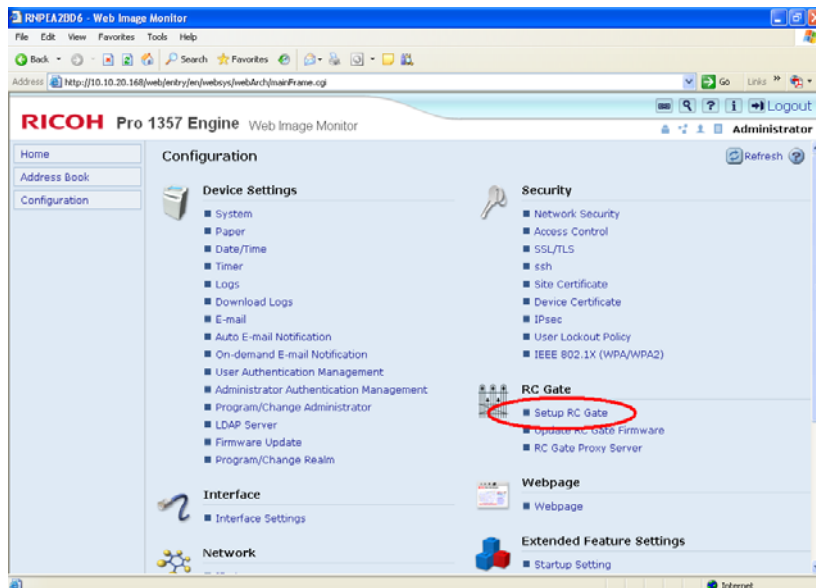 RNPEA2BD6 - Web Image Monitor
File Edit View Favorites Tools Help
Back Search Favorites
Address http://10.10.20.168/web/entry/en/websys/webArch/mainFrame.cgi Go Links
Logout
RICOH Pro 1357 Engine Web Image Monitor
Administrator
Home
Address Book
Configuration
Configuration
Refresh
Device Settings
System
Paper
Date/Time
Timer
Logs
Download Logs
E-mail
Auto E-mail Notification
On-demand E-mail Notification
User Authentication Management
Administrator Authentication Management
Program/Change Administrator
LDAP Server
Firmware Update
Program/Change Realm
Interface
Interface Settings
Network
Security
Network Security
Access Control
SSL/TLS
ssh
Site Certificate
Device Certificate
IPsec
User Lockout Policy
IEEE 802.1X (WPA/WPA2)
RC Gate
Setup RC Gate
Update RC Gate Firmware
RC Gate Proxy Server
Webpage
Webpage
Extended Feature Settings
Startup Setting
Internet